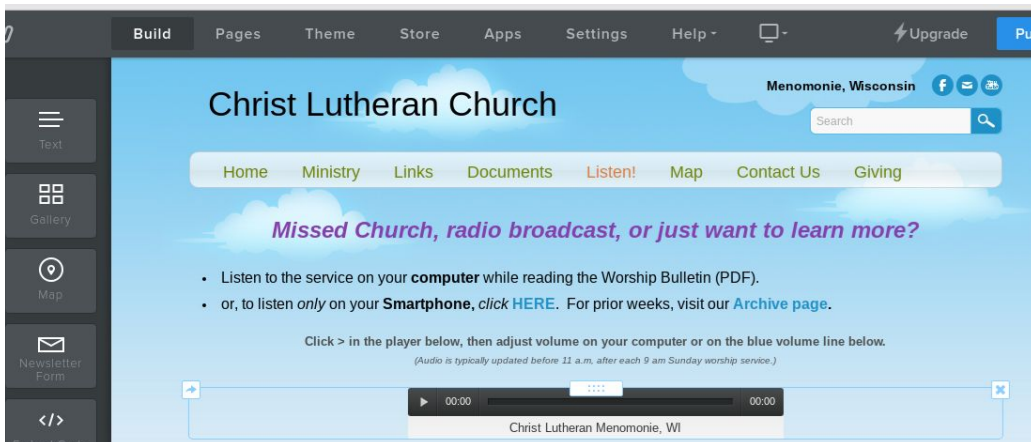 Build Pages Theme Store Apps Settings Help Upgrade
Text
Gallery
Map
Newsletter
Form
Christ Lutheran Church
Menomonie, Wisconsin
Search
Home Ministry Links Documents Listen! Map Contact Us Giving
Missed Church, radio broadcast, or just want to learn more?
• Listen to the service on your computer while reading the Worship Bulletin (PDF).
• or, to listen only on your Smartphone, click HERE. For prior weeks, visit our Archive page.
Click > in the player below, then adjust volume on your computer or on the blue volume line below.
(Audio is typically updated before 11 a.m, after each 9 am Sunday worship service.)
00:00 00:00
Christ Lutheran Menomonie, WI